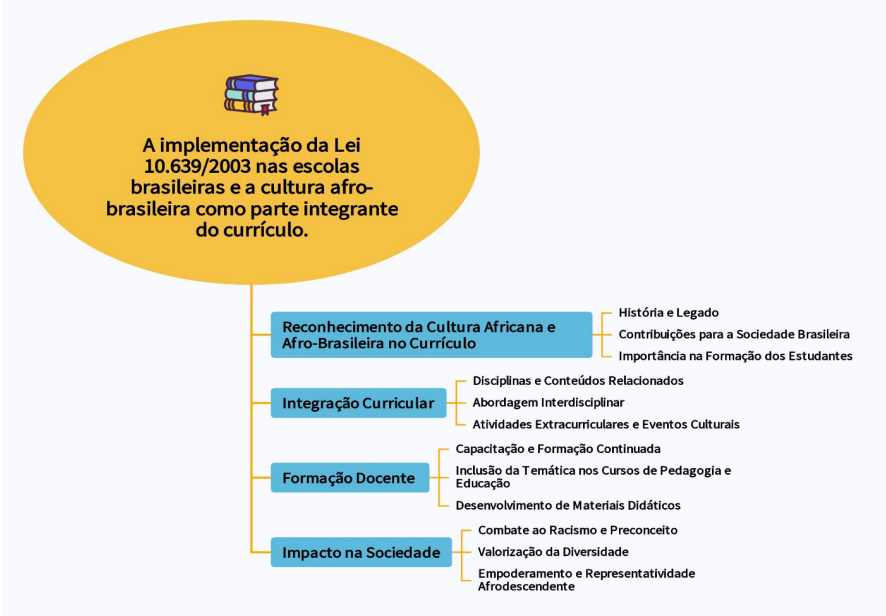 A implementação da Lei
10.639/2003 nas escolas
brasileiras e a cultura afro-
brasileira como parte integrante
do currículo.
Reconhecimento da Cultura Africana e
Afro-Brasileira no Currículo
História e Legado
Contribuições para a Sociedade Brasileira
Importância na Formação dos Estudantes
Integração Curricular
Disciplinas e Conteúdos Relacionados
Abordagem Interdisciplinar
Atividades Extracurriculares e Eventos Culturais
Formação Docente
Capacitação e Formação Continuada
Inclusão da Temática nos Cursos de Pedagogia e
Educação
Desenvolvimento de Materiais Didáticos
Impacto na Sociedade
Combate ao Racismo e Preconceito
Valorização da Diversidade
Empoderamento e Representatividade
Afrodescendente